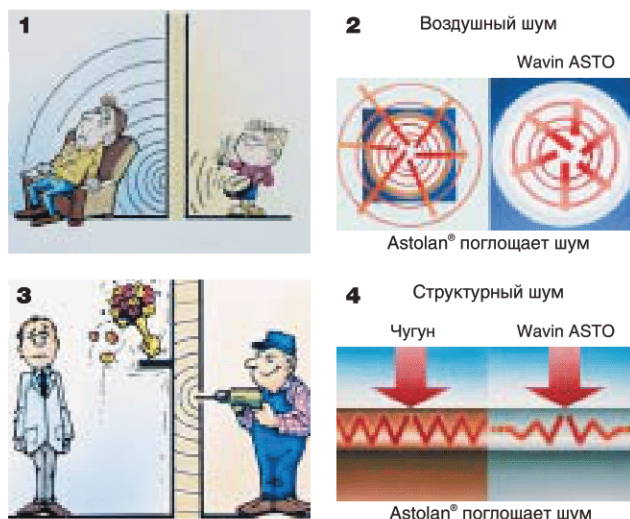 1
2 Воздушный шум
Wavin ASTO
Astolan® поглощает шум
3
4 Структурный шум
Чугун Wavin ASTO
Astolan® поглощает шум